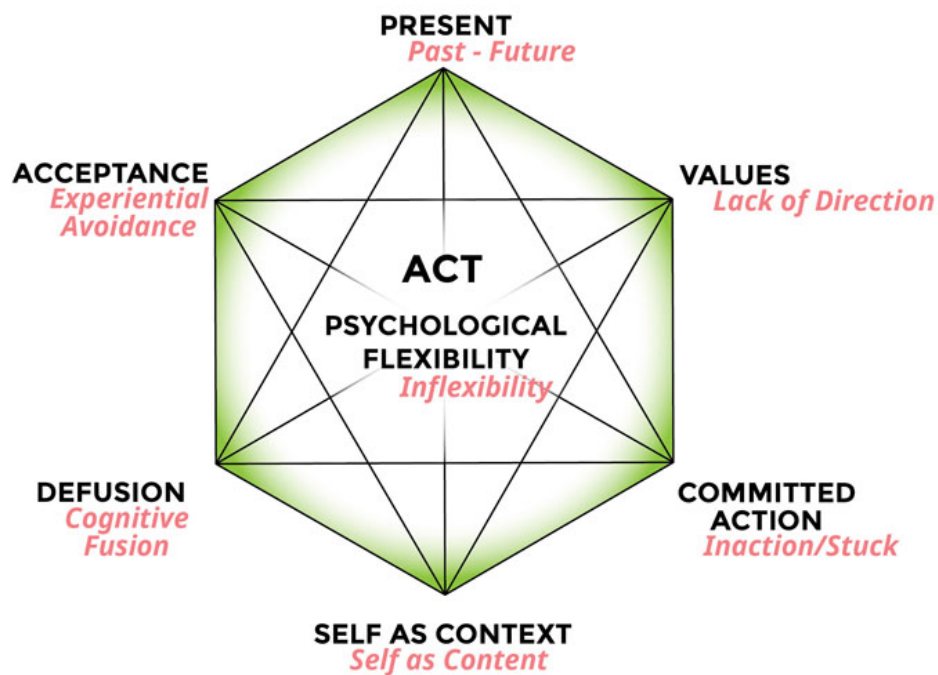 PRESENT
Past - Future
ACCEPTANCE
Experiential
Avoidance
VALUES
Lack of Direction
ACT
PSYCHOLOGICAL
FLEXIBILITY
Inflexibility
DEFUSION
Cognitive
Fusion
COMMITTED
ACTION
Inaction/Stuck
SELF AS CONTEXT
Self as Content